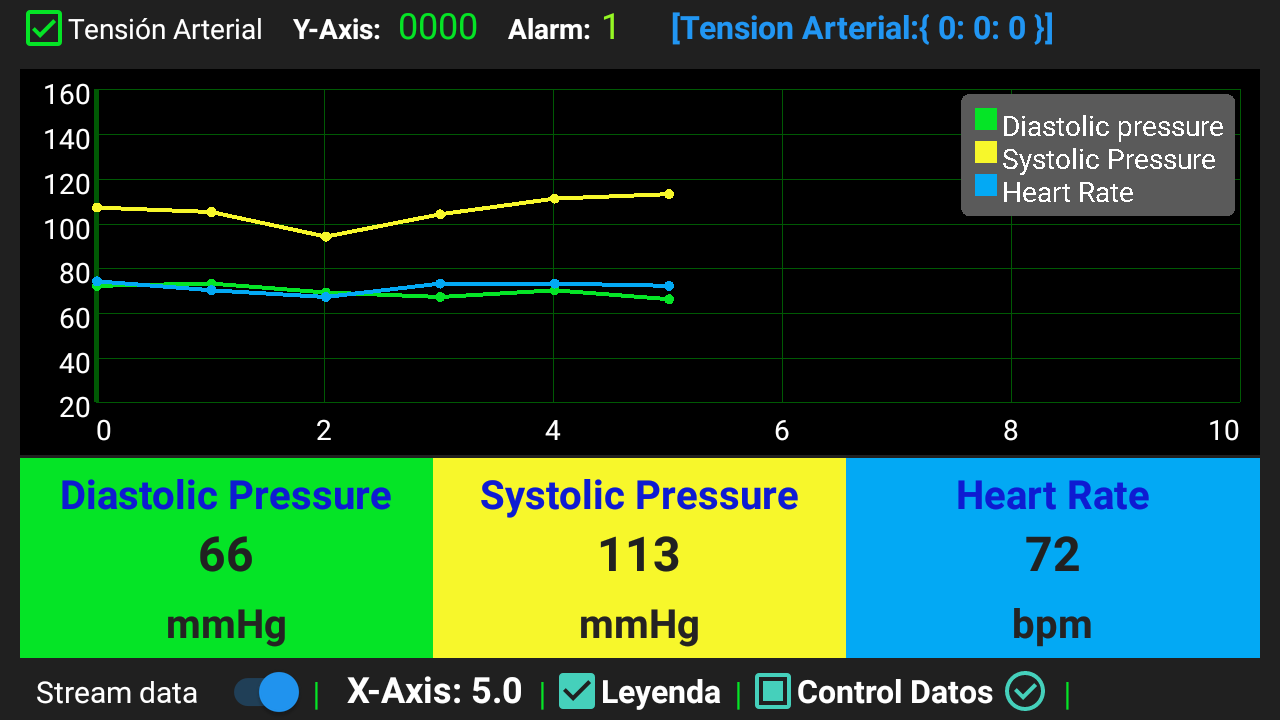 Tensión Arterial Y-Axis: 0000 Alarm: 1 [Tension Arterial:{ 0: 0: 0 }]
160
140
120
100
80
60
40
20
0 2 4 6 8 10
Diastolic pressure
Systolic Pressure
Heart Rate
Diastolic Pressure
66
mmHg
Systolic Pressure
113
mmHg
Heart Rate
72
bpm
Stream data | X-Axis: 5.0 | Leyenda | Control Datos |